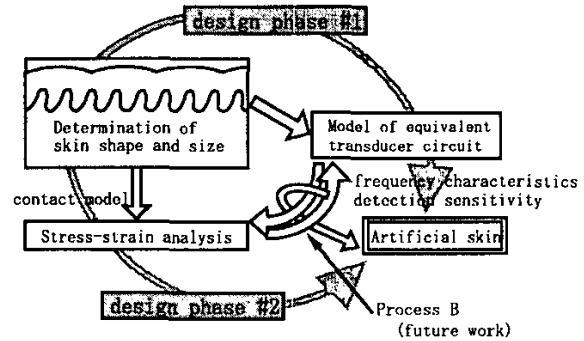 design phase #1
Determination of
skin shape and size
Model of equivalent
transducer circuit
contact model
frequency characteristics
detection sensitivity
Stress-strain analysis
Artificial skin
design phase #2
Process B
(future work)